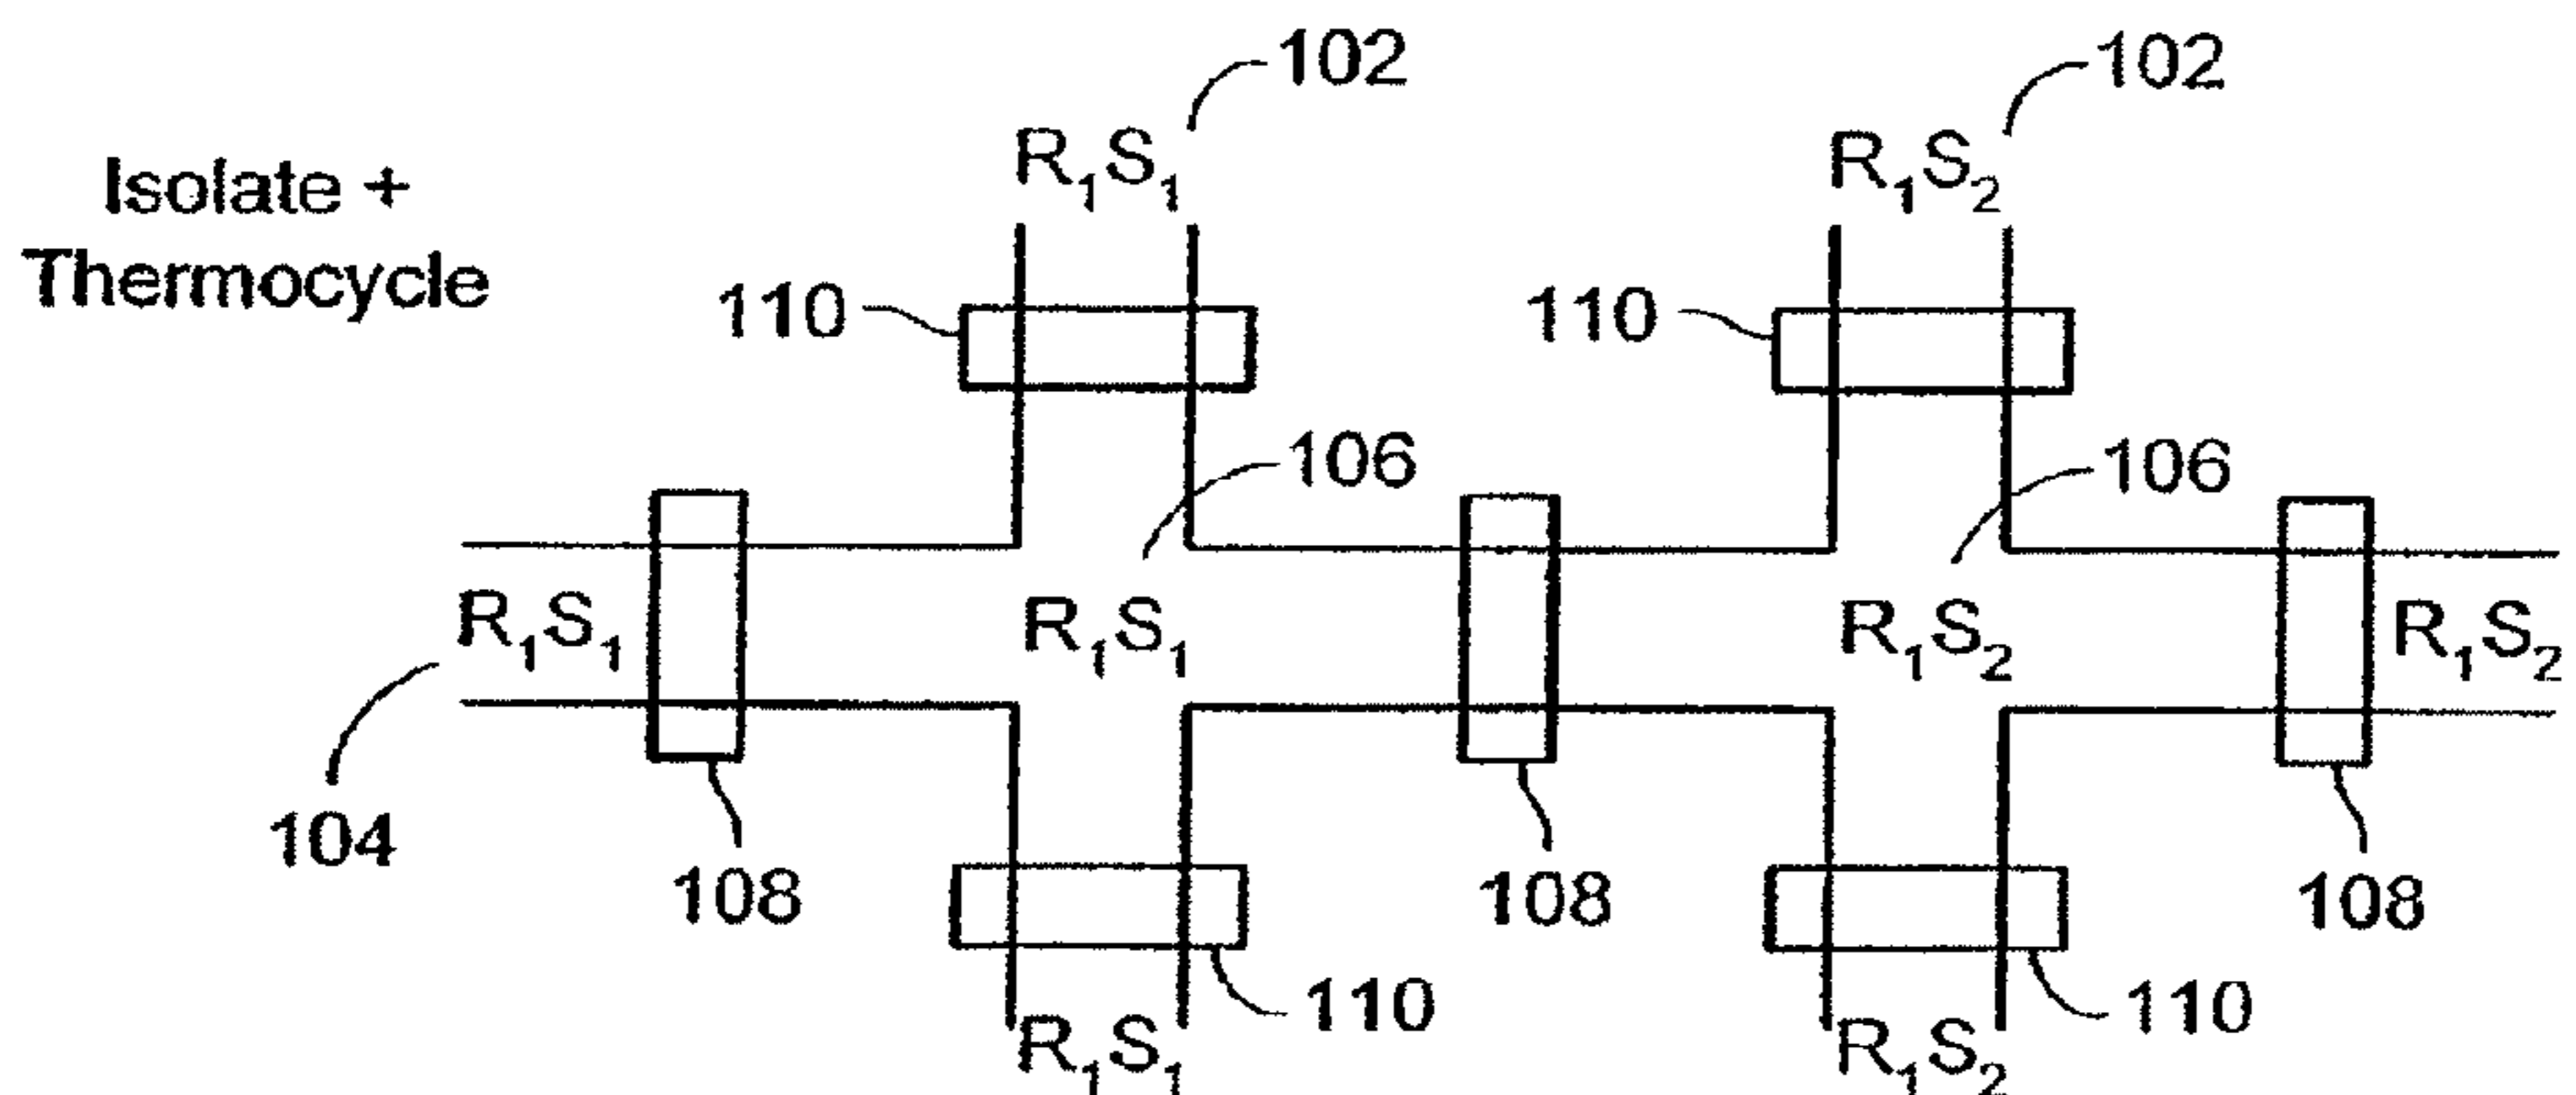 102 102
R₁S₁ R₁S₂
Isolate +
Thermocycle
110 110
106 106
R₁S₁ R₁S₁ R₁S₂ R₁S₂
104 108 108 108
110 110
R₁S₁ R₁S₂